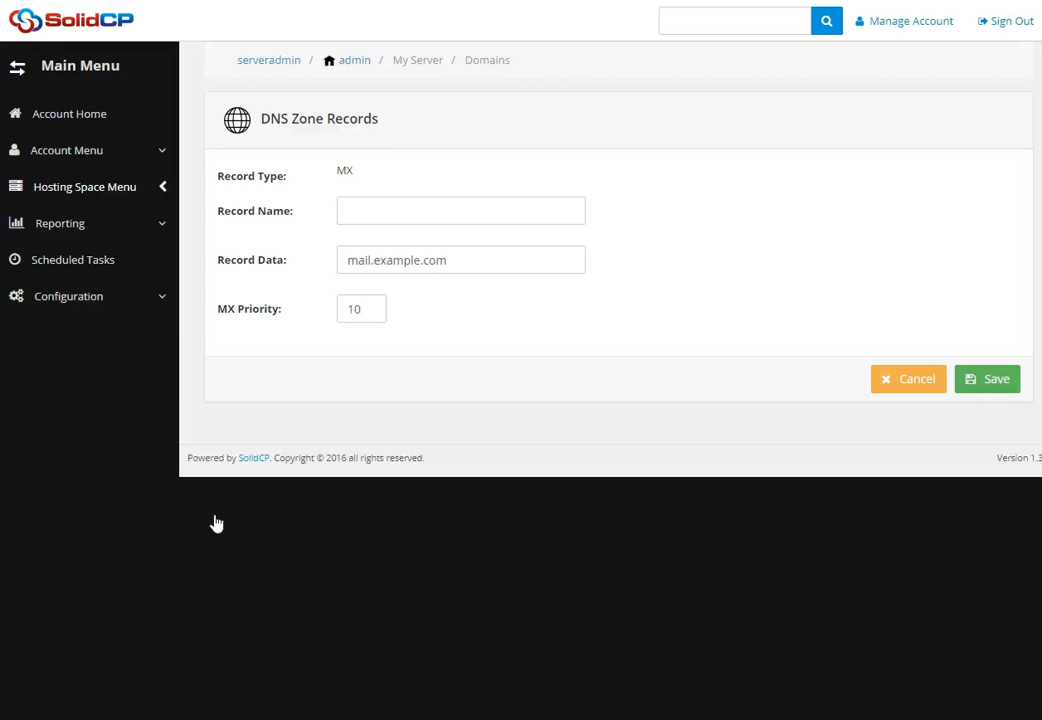 SolidCP
Manage Account
Sign Out
Main Menu
serveradmin / admin / My Server / Domains
Account Home
Account Menu
Hosting Space Menu
Reporting
Scheduled Tasks
Configuration
DNS Zone Records
Record Type: MX
Record Name:
Record Data: mail.example.com
MX Priority: 10
Cancel
Save
Powered by SolidCP. Copyright © 2016 all rights reserved.
Version 1.3